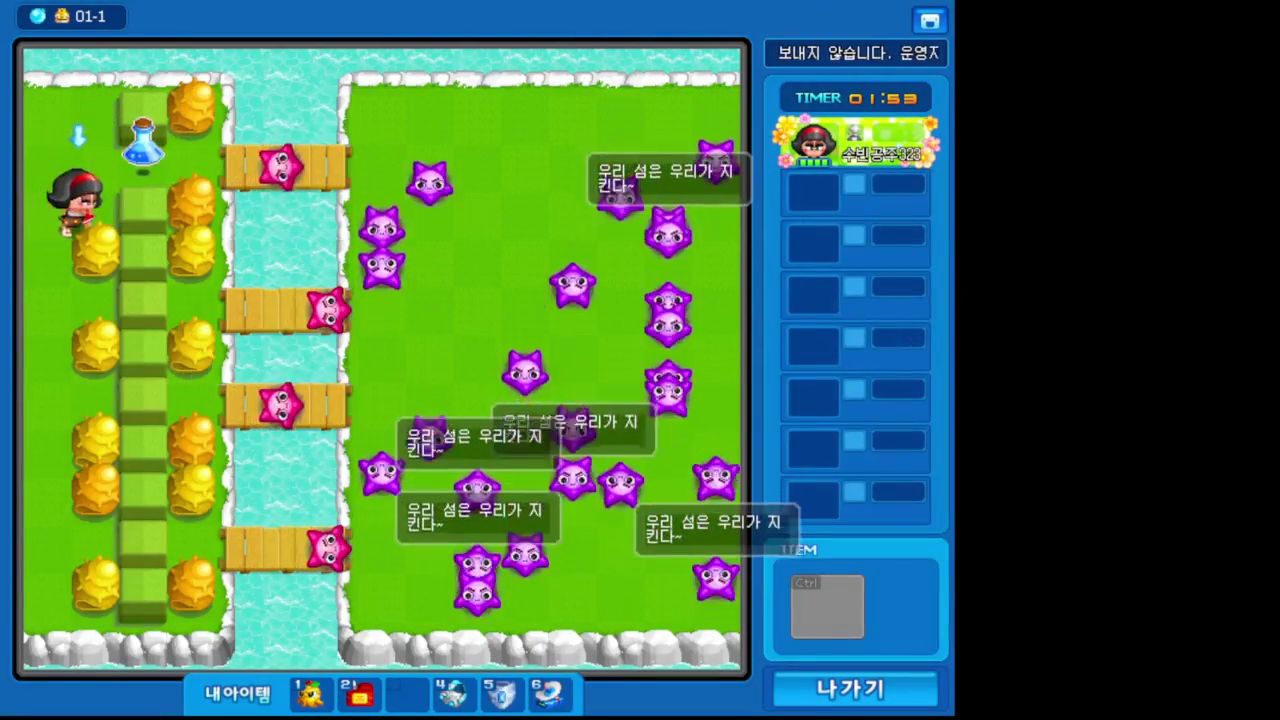 01-1
보내지 않습니다. 운영자
TIMER 01:53
수빈공주023
우리 섬은 우리가 지
킨다~
우리 섬은 우리가 지
우리 섬은 우리가 지
킨다~
우리 섬은 우리가 지
킨다~
우리 섬은 우리가 지
킨다~
ITEM
Ctrl
내 아이템
1
2
4
5
6
나가기